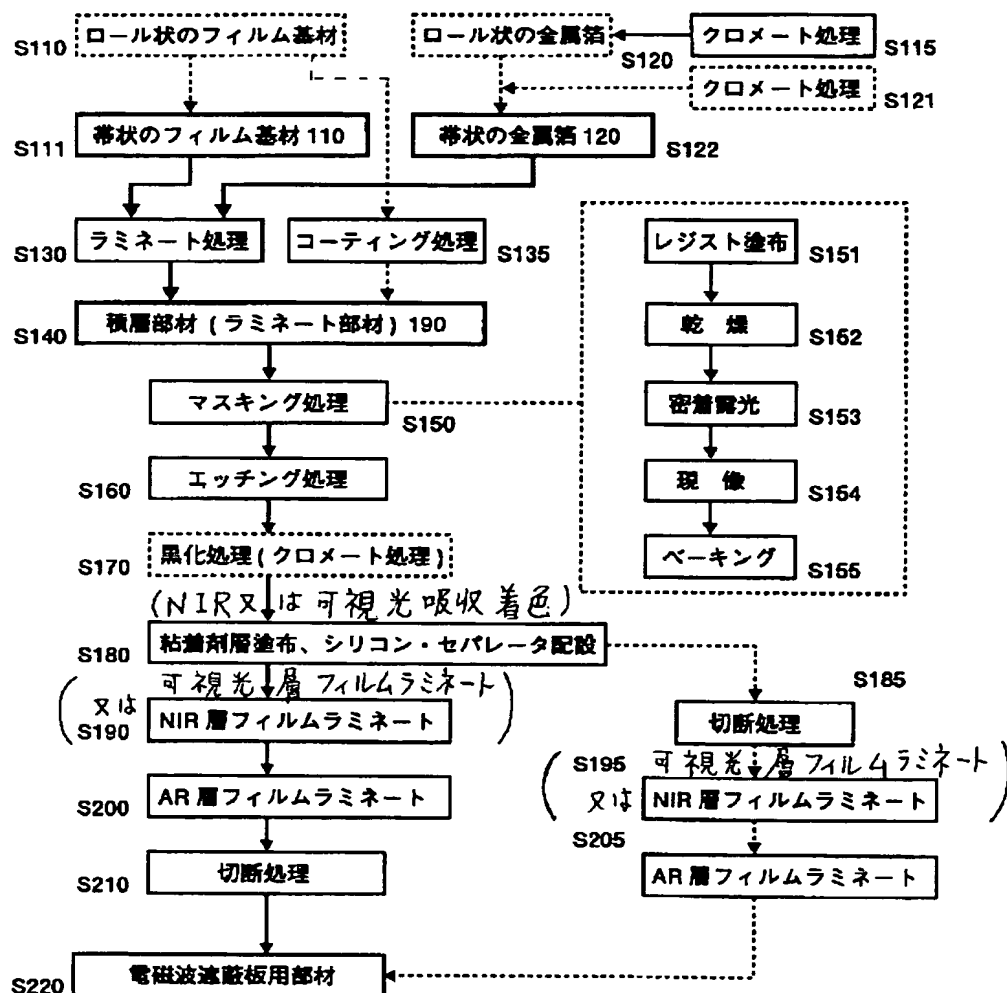 S110 ロール状のフィルム基材
ロール状の金属箔
S120
クロメート処理 S115
クロメート処理 S121
S111 帯状のフィルム基材 110
帯状の金属箔 120 S122
S130 ラミネート処理
コーティング処理 S135
S140 積層部材 (ラミネート部材) 190
マスキング処理 S150
S160 エッチング処理
S170 黒化処理 (クロメート処理)
(NIR又は可視光吸収着色)
S180 粘着剤層塗布、シリコン・セパレータ配設
(又は 可視光層フィルムラミネート)
S190 NIR 層フィルムラミネート
S200 AR 層フィルムラミネート
S210 切断処理
S220 電磁波遮蔽板用部材
レジスト塗布 S151
乾 燥 S152
密着露光 S153
現 像 S154
ベーキング S155
S185
切断処理
S195 (又は 可視光層フィルムラミネート)
NIR 層フィルムラミネート
S205
AR 層フィルムラミネート